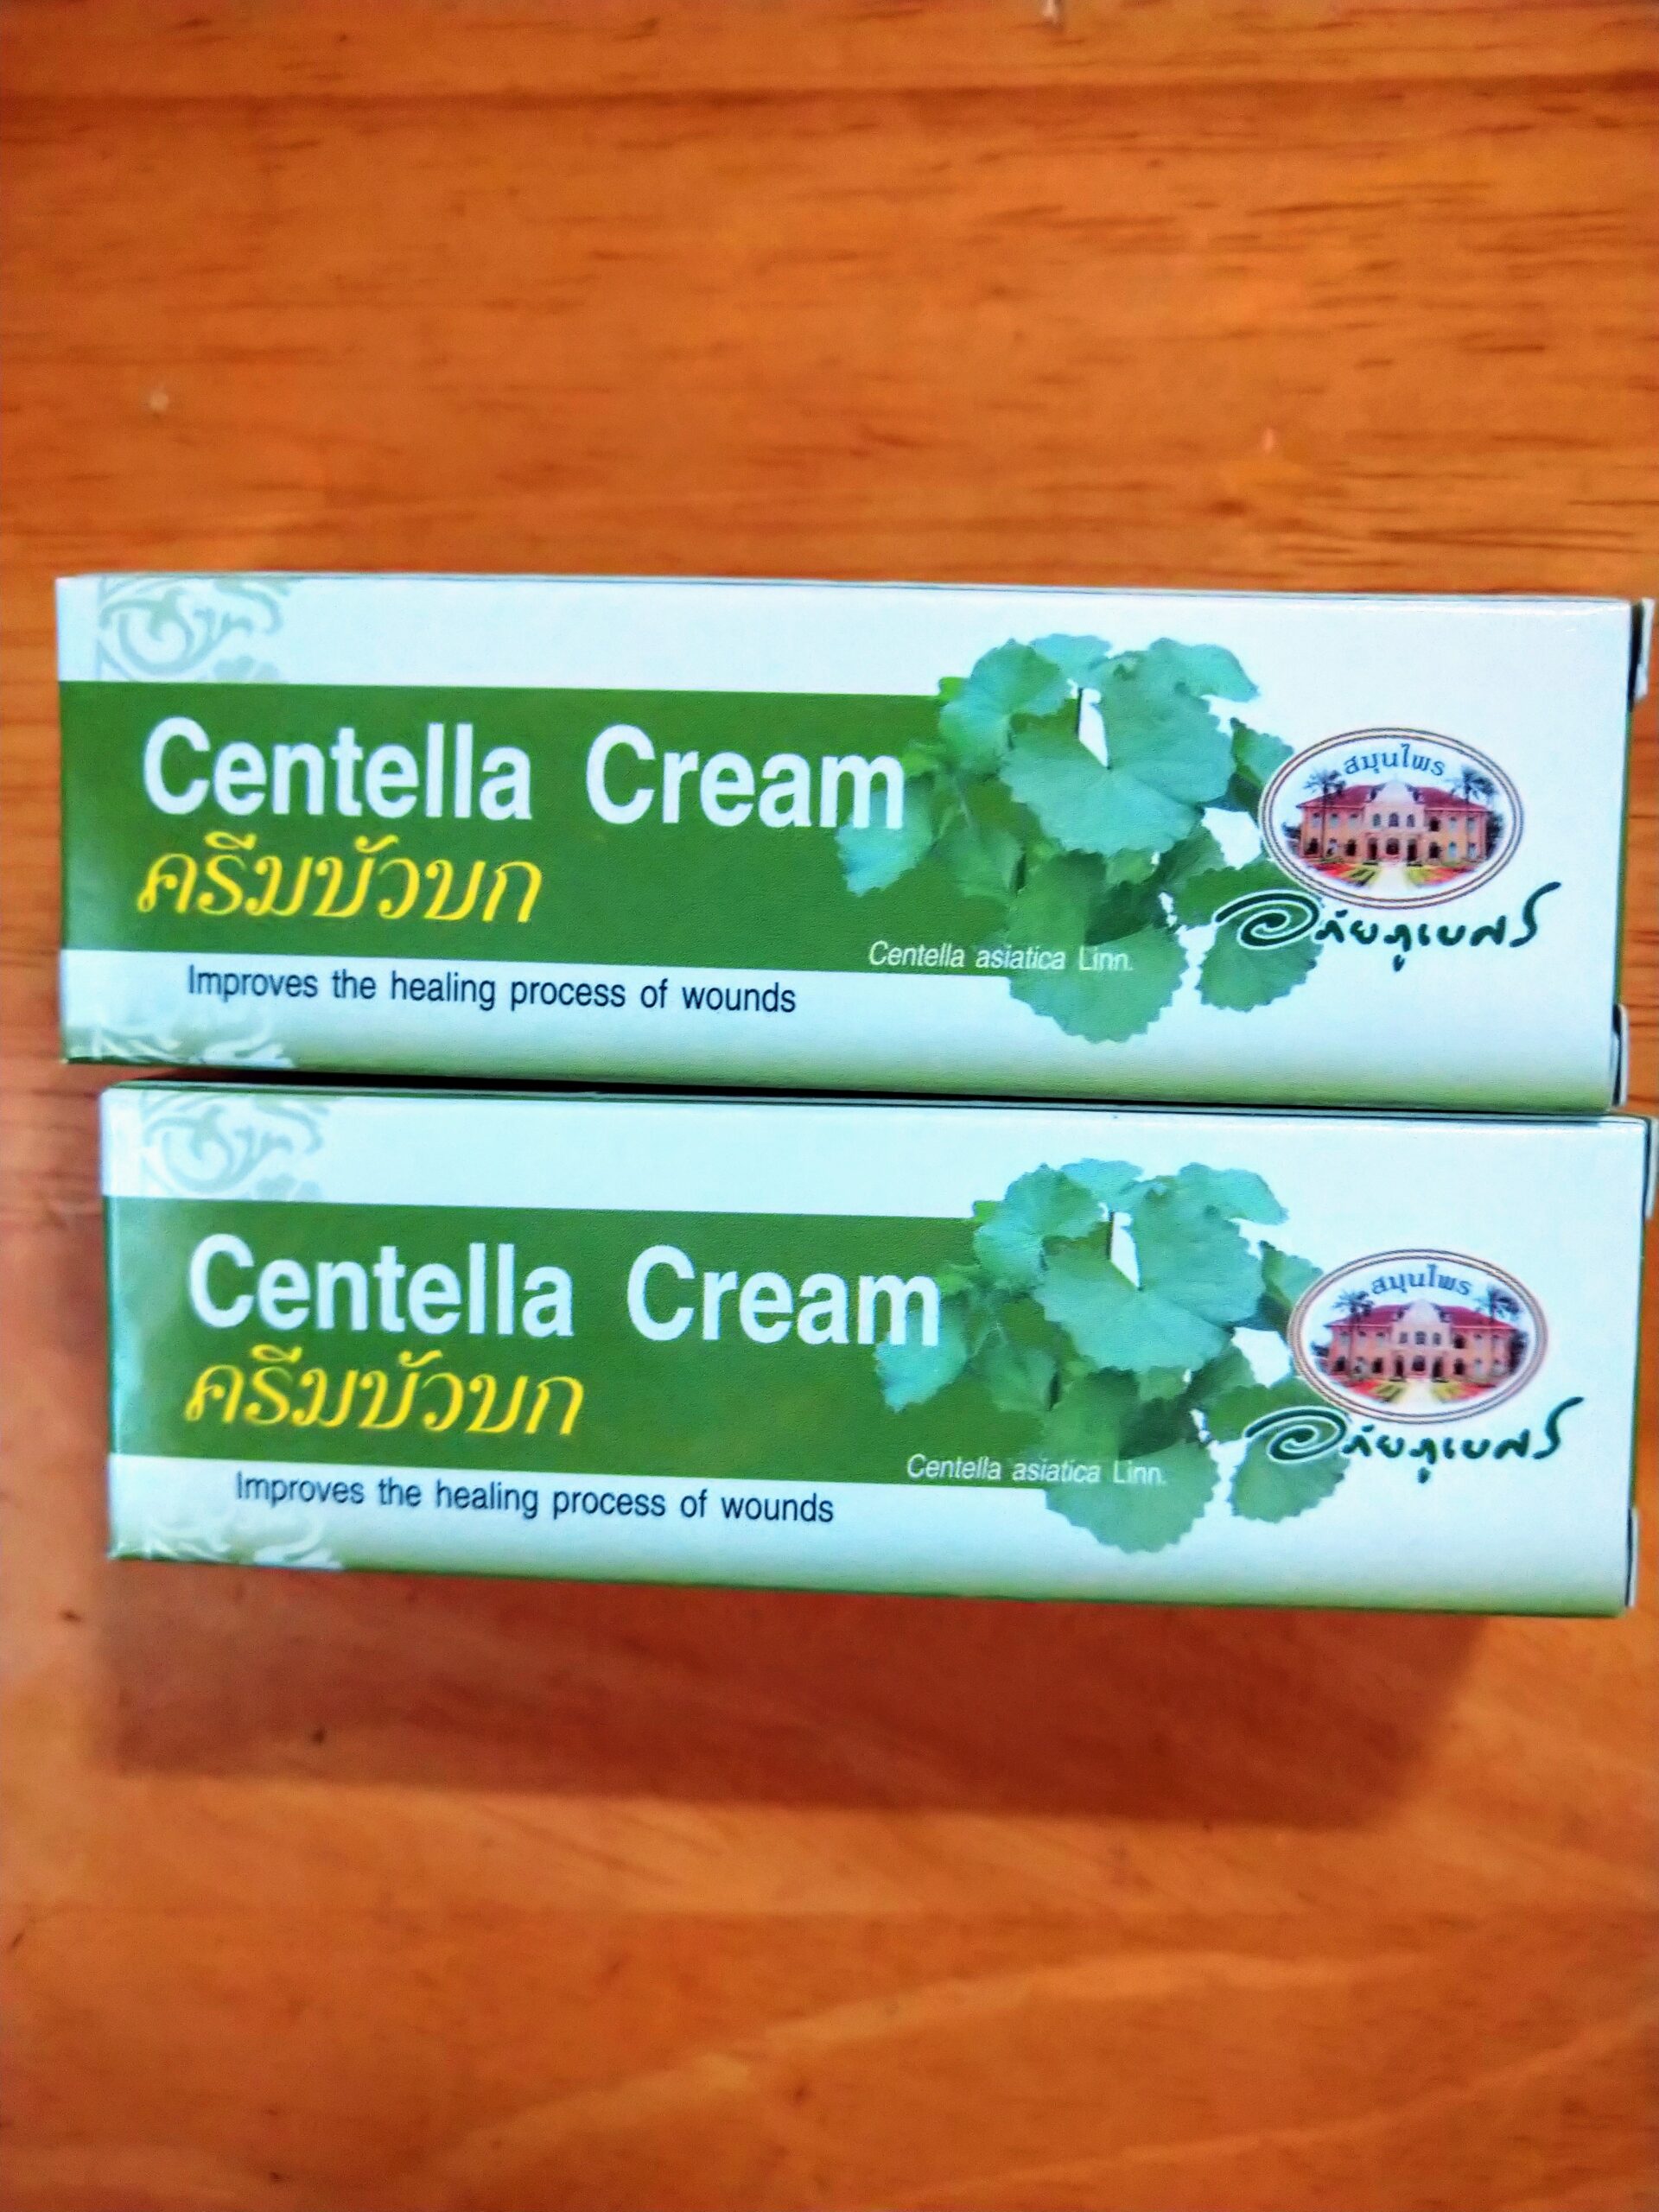 Centella Cream
ครีมบัวบก
Centella asiatica Linn.
Improves the healing process of wounds
สมุนไพร
อภัยภูเบศร
Centella Cream
ครีมบัวบก
Centella asiatica Linn.
Improves the healing process of wounds
สมุนไพร
อภัยภูเบศร